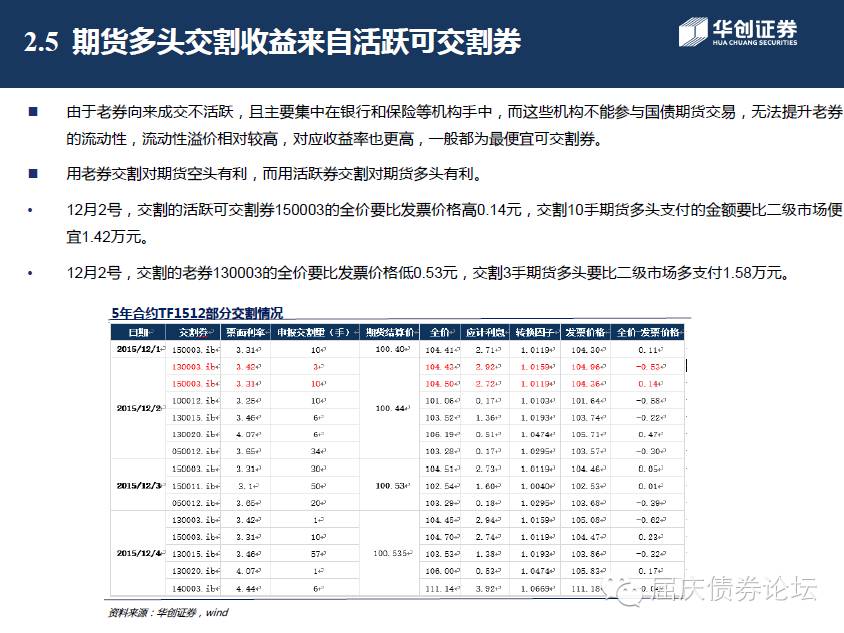 2.5 期货多头交割收益来自活跃可交割券
华创证券
HUA CHUANG SECURITIES
■ 由于老券向来成交不活跃，且主要集中在银行和保险等机构手中，而这些机构不能参与国债期货交易，无法提升老券
的流动性，流动性溢价相对较高，对应收益率也更高，一般都为最便宜可交割券。
■ 用老券交割对期货空头有利，而用活跃券交割对期货多头有利。
• 12月2号，交割的活跃可交割券150003的全价要比发票价格高0.14元，交割10手期货多头支付的金额要比二级市场便
宜1.42万元。
• 12月2号，交割的老券130003的全价要比发票价格低0.53元，交割3手期货多头要比二级市场多支付1.58万元。
5年合约TF1512部分交割情况
日期 交割券 票面利率 申报交割量（手） 期货结算价 全价 应计利息 转换因子 发票价格 全价-发票价格
2015/12/1 150003.ib 3.31 10 100.40 104.41 2.71 1.0119 104.30 0.11
130003.ib 3.42 3 104.43 2.92 1.0159 104.96 -0.53
150003.ib 3.31 10 104.50 2.72 1.0119 104.36 0.14
2015/12/2 100012.ib 3.25 10 100.44 101.06 0.17 1.0103 101.64 -0.58
130015.ib 3.46 6 103.52 1.36 1.0193 103.74 -0.22
130020.ib 4.07 6 106.19 0.51 1.0474 105.71 0.47
050012.ib 3.65 34 103.28 0.17 1.0295 103.57 -0.30
150003.ib 3.31 30 104.51 2.73 1.0119 104.46 0.05
2015/12/3 150011.ib 3.1 50 100.53 102.54 1.60 1.0040 102.53 0.01
050012.ib 3.65 20 103.29 0.18 1.0295 103.68 -0.39
130003.ib 3.42 1 104.45 2.94 1.0159 105.08 -0.62
150003.ib 3.31 10 104.70 2.74 1.0119 104.47 0.23
2015/12/4 130015.ib 3.46 57 100.535 103.53 1.38 1.0193 103.86 -0.32
130020.ib 4.07 1 106.00 0.53 1.0474 105.83 0.17
140003.ib 4.44 6 111.14 3.92 1.0669 111.18
屈庆债券论坛
资料来源：华创证券，wind